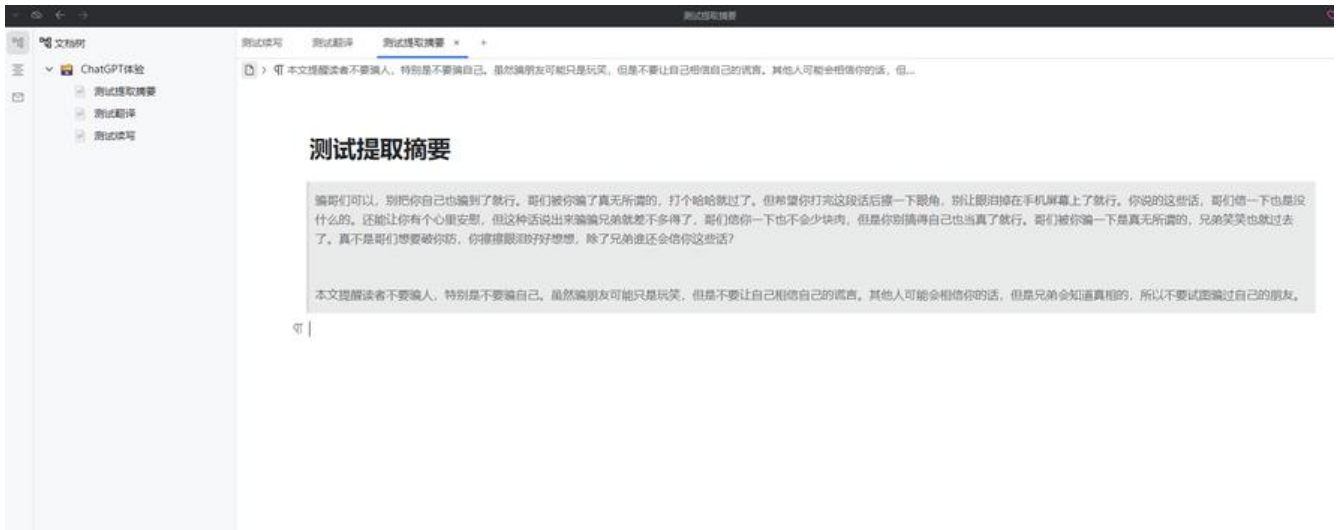 测试提取摘要
文档树
测试续写
测试翻译
测试提取摘要 × +
ChatGPT体验
本文提醒读者不要骗人，特别是不要骗自己。虽然骗朋友可能只是玩笑，但是不要让自己相信自己的谎言。其他人可能会相信你的话，但...
测试提取摘要
测试翻译
测试续写
测试提取摘要
骗哥们可以，别把你自己也骗到了就行。哥们被你骗了真无所谓的，打个哈哈就过了。但希望你打完这段话后擦一下眼角，别让眼泪掉在手机屏幕上了就行。你说的这些话，哥们信一下也是没
什么的。还能让你有个心里安慰，但这种话说出来骗骗兄弟就差不多得了，哥们信你一下也不会少块肉，但是你别搞得自己也当真了就行。哥们被你骗一下是真无所谓的，兄弟笑笑也就过去
了。真不是哥们想要破你防，你擦擦眼泪好好想想，除了兄弟谁还会信你这些话？
本文提醒读者不要骗人，特别是不要骗自己。虽然骗朋友可能只是玩笑，但是不要让自己相信自己的谎言。其他人可能会相信你的话，但是兄弟会知道真相的，所以不要试图骗过自己的朋友。